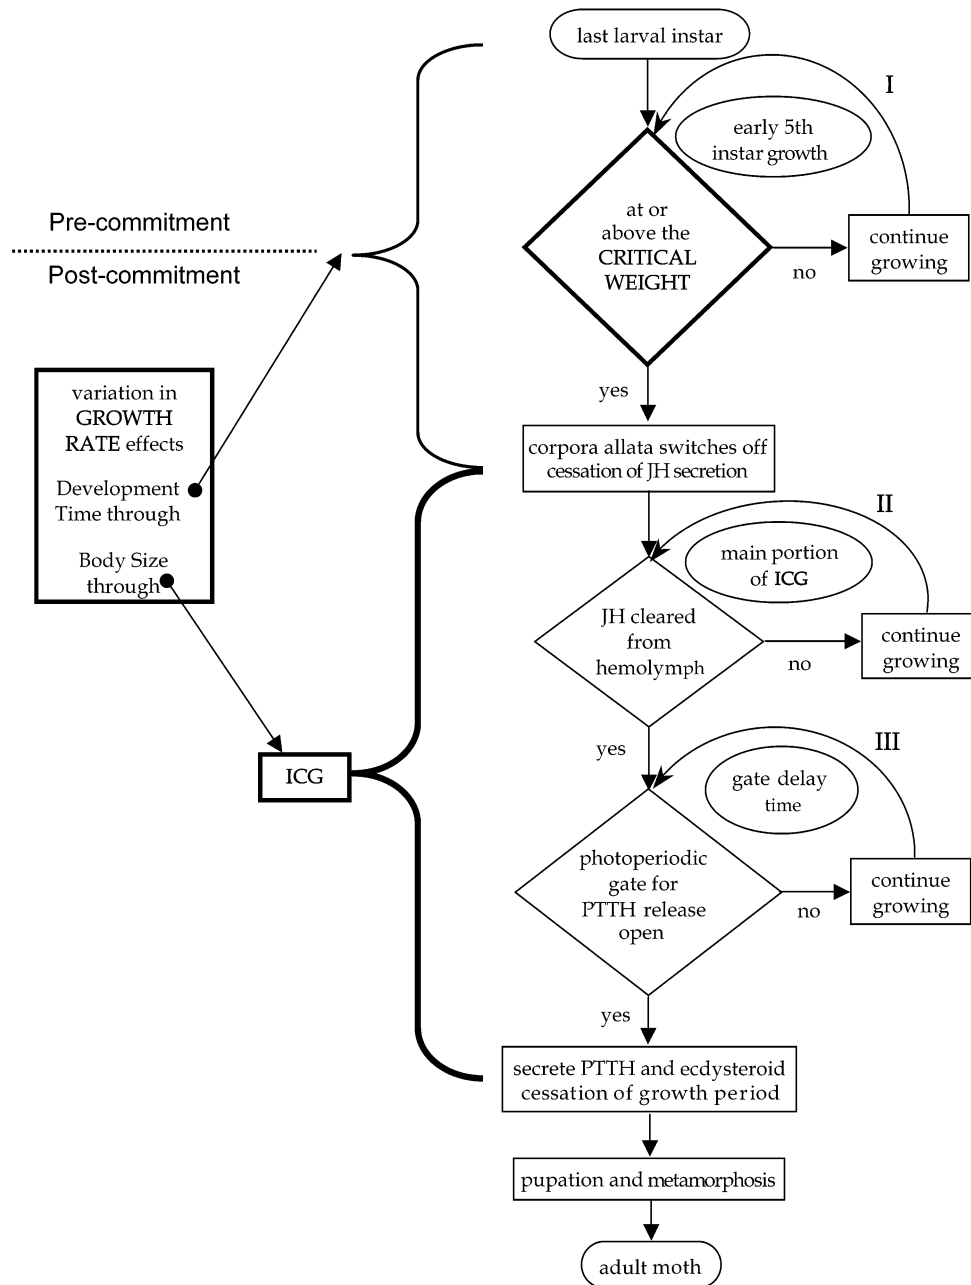 last larval instar
I
early 5th
instar growth
Pre-commitment
Post-commitment
at or
above the
CRITICAL
WEIGHT
no
continue
growing
yes
variation in
GROWTH
RATE effects
Development
Time through
Body Size
through
corpora allata switches off
cessation of JH secretion
II
main portion
of ICG
JH cleared
from
hemolymph
no
continue
growing
yes
III
ICG
gate delay
time
photoperiodic
gate for
PTTH release
open
no
continue
growing
yes
secrete PTTH and ecdysteroid
cessation of growth period
pupation and metamorphosis
adult moth